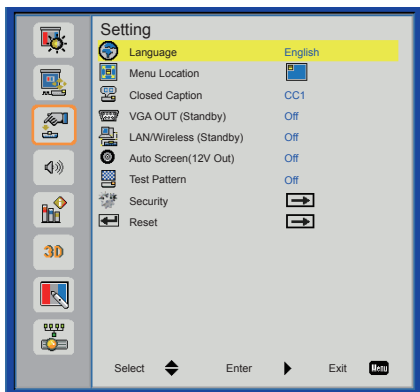 Setting
Language English
Menu Location
Closed Caption CC1
VGA OUT (Standby) Off
LAN/Wireless (Standby) Off
Auto Screen(12V Out) Off
Test Pattern Off
Security
Reset
3D
Select Enter Exit Menu